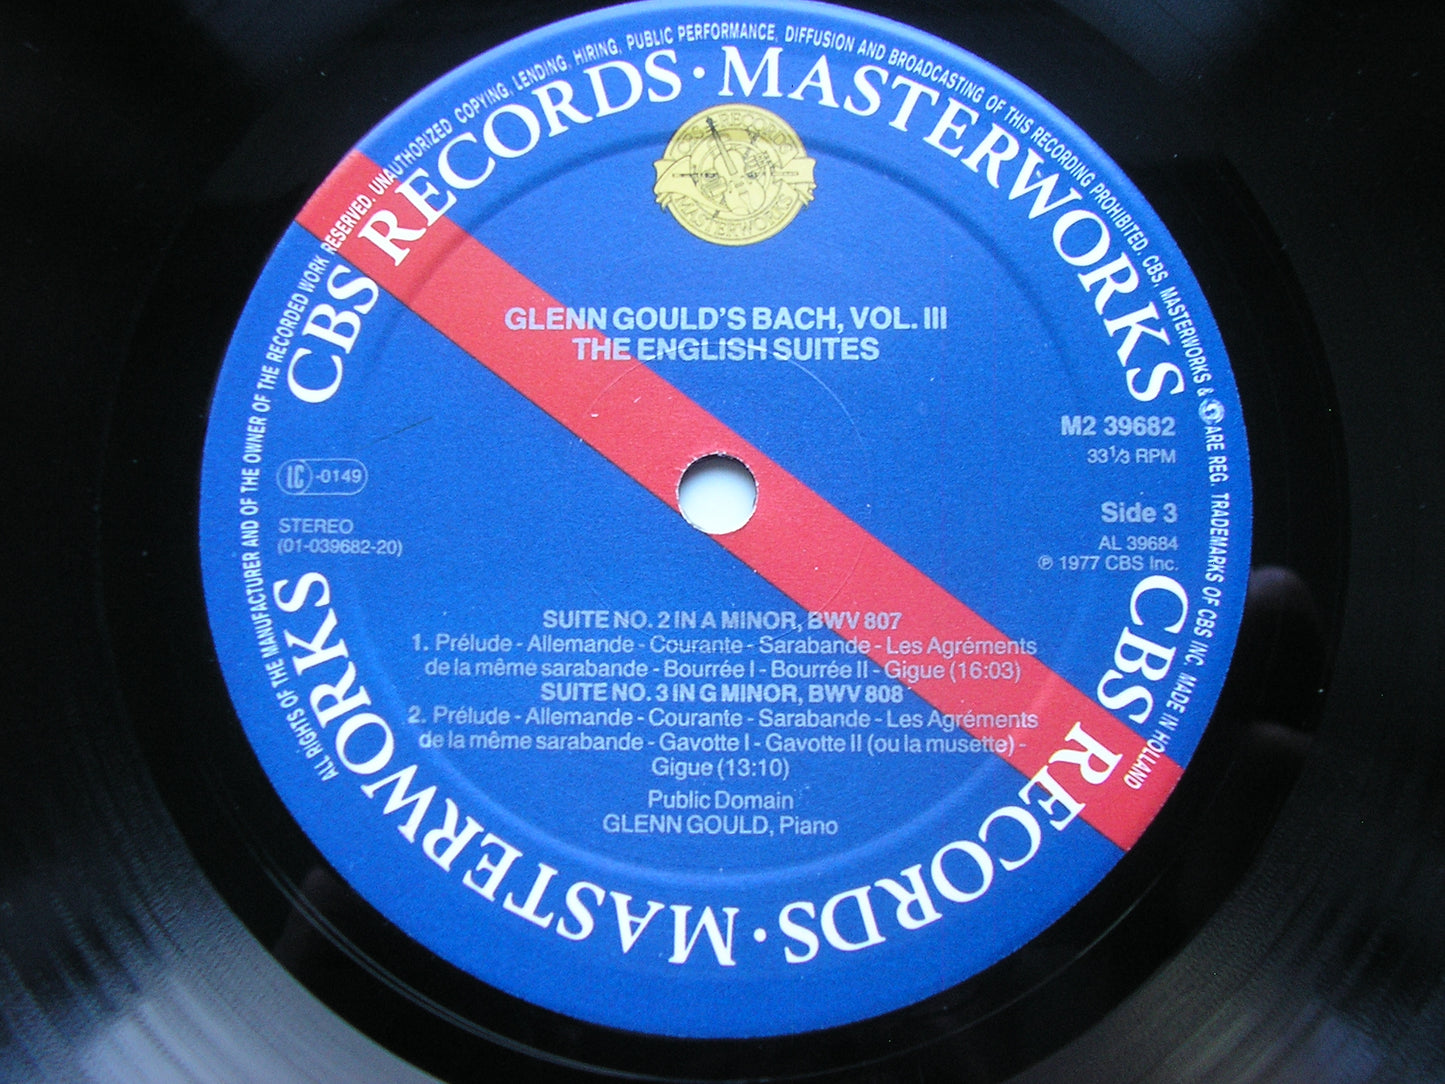 ALL RIGHTS OF THE MANUFACTURER AND OF THE OWNER OF THE RECORDED WORK RESERVED. UNAUTHORIZED COPYING, LENDING, HIRING, PUBLIC PERFORMANCE, DIFFUSION AND BROADCASTING OF THIS RECORDING PROHIBITED. CBS, MASTERWORKS & ARE REG. TRADEMARKS OF CBS INC. MADE IN HOLLAND
CBS RECORDS · MASTERWORKS
CBS RECORDS · MASTERWORKS
CBS RECORDS
MASTERWORKS
GLENN GOULD'S BACH, VOL. III
THE ENGLISH SUITES
M2 39682
33⅓ RPM
IC -0149
Side 3
STEREO
(01-039682-20)
AL 39684
℗ 1977 CBS Inc.
SUITE NO. 2 IN A MINOR, BWV 807
1. Prélude - Allemande - Courante - Sarabande - Les Agréments
de la même sarabande - Bourrée I - Bourrée II - Gigue (16:03)
SUITE NO. 3 IN G MINOR, BWV 808
2. Prélude - Allemande - Courante - Sarabande - Les Agréments
de la même sarabande - Gavotte I - Gavotte II (ou la musette) -
Gigue (13:10)
Public Domain
GLENN GOULD, Piano